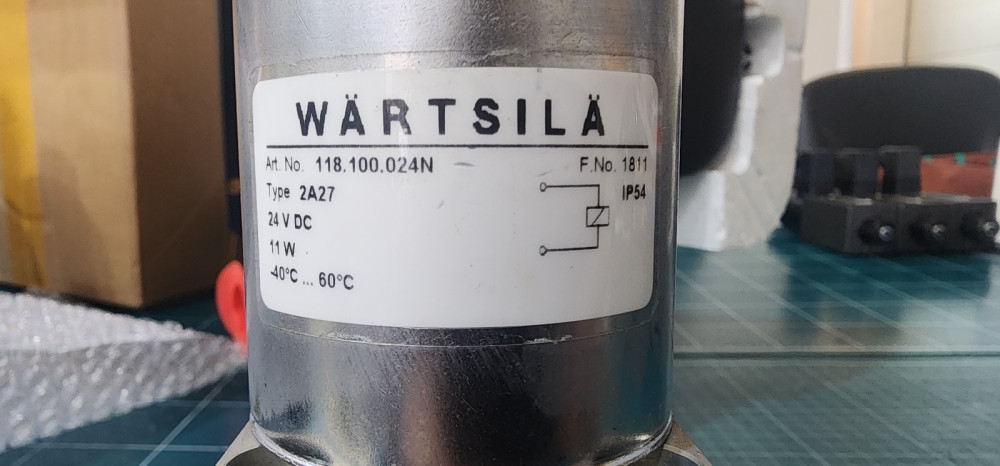 WÄRTSILÄ
Art. No. 118.100.024N F.No. 1811
Type 2A27 IP54
24 V DC
11 W
-40°C ... 60°C